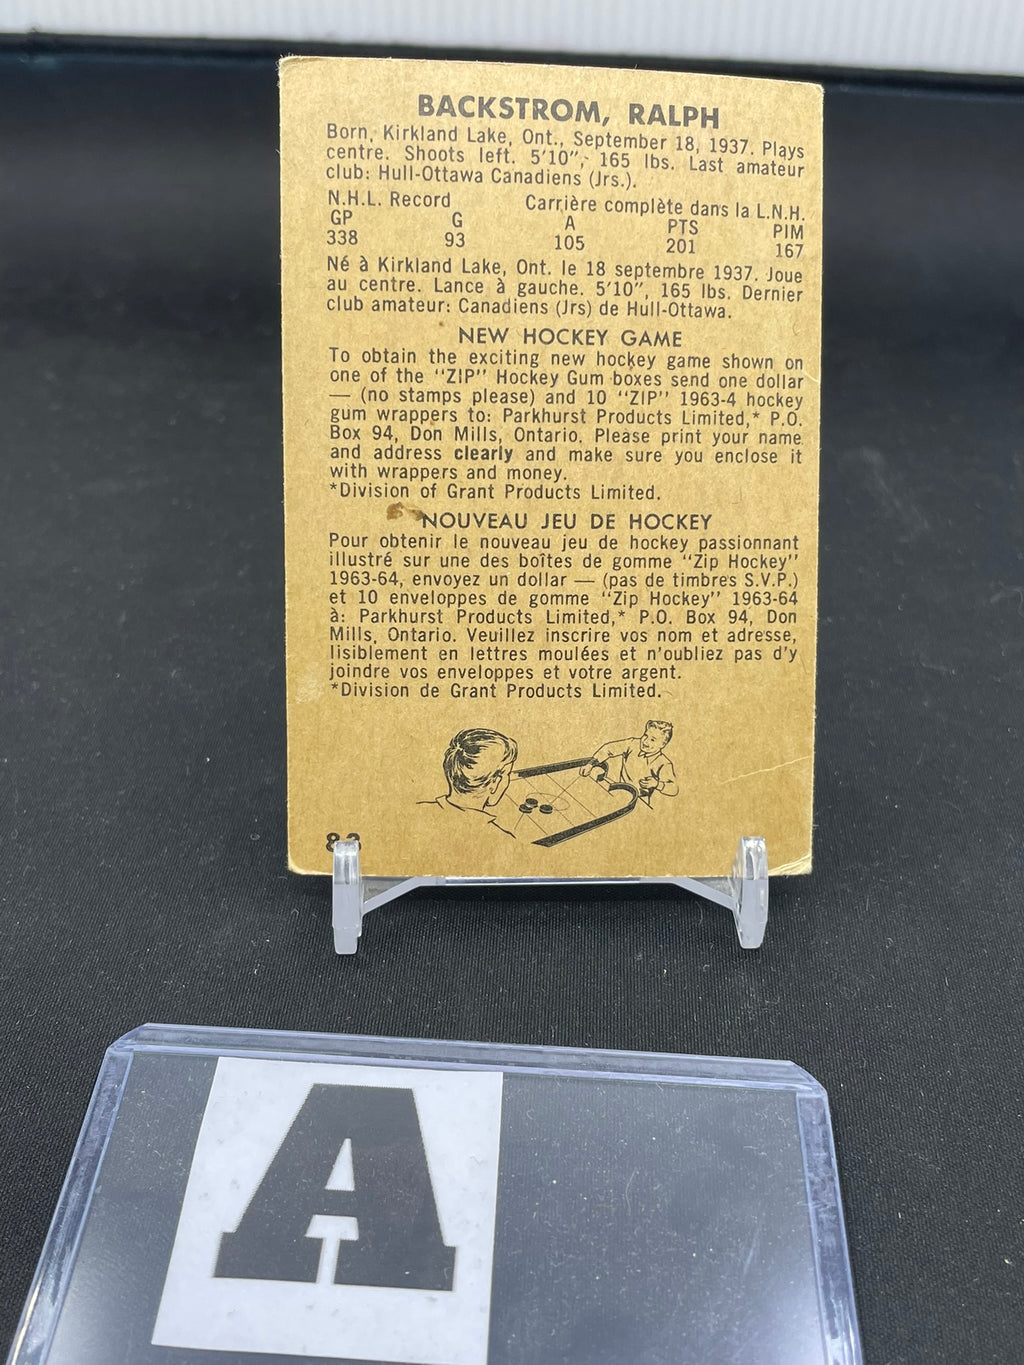 BACKSTROM, RALPH
Born, Kirkland Lake, Ont., September 18, 1937. Plays
centre. Shoots left. 5'10", 165 lbs. Last amateur
club: Hull-Ottawa Canadiens (Jrs.).
N.H.L. Record Carrière complète dans la L.N.H.
GP G A PTS PIM
338 93 105 201 167
Né à Kirkland Lake, Ont. le 18 septembre 1937. Joue
au centre. Lance à gauche. 5'10", 165 lbs. Dernier
club amateur: Canadiens (Jrs) de Hull-Ottawa.
NEW HOCKEY GAME
To obtain the exciting new hockey game shown on
one of the "ZIP" Hockey Gum boxes send one dollar
— (no stamps please) and 10 "ZIP" 1963-4 hockey
gum wrappers to: Parkhurst Products Limited,* P.O.
Box 94, Don Mills, Ontario. Please print your name
and address clearly and make sure you enclose it
with wrappers and money.
*Division of Grant Products Limited.
NOUVEAU JEU DE HOCKEY
Pour obtenir le nouveau jeu de hockey passionnant
illustré sur une des boîtes de gomme "Zip Hockey"
1963-64, envoyez un dollar — (pas de timbres S.V.P.)
et 10 enveloppes de gomme "Zip Hockey" 1963-64
à: Parkhurst Products Limited,* P.O. Box 94, Don
Mills, Ontario. Veuillez inscrire vos nom et adresse,
lisiblement en lettres moulées et n'oubliez pas d'y
joindre vos enveloppes et votre argent.
*Division de Grant Products Limited.
A